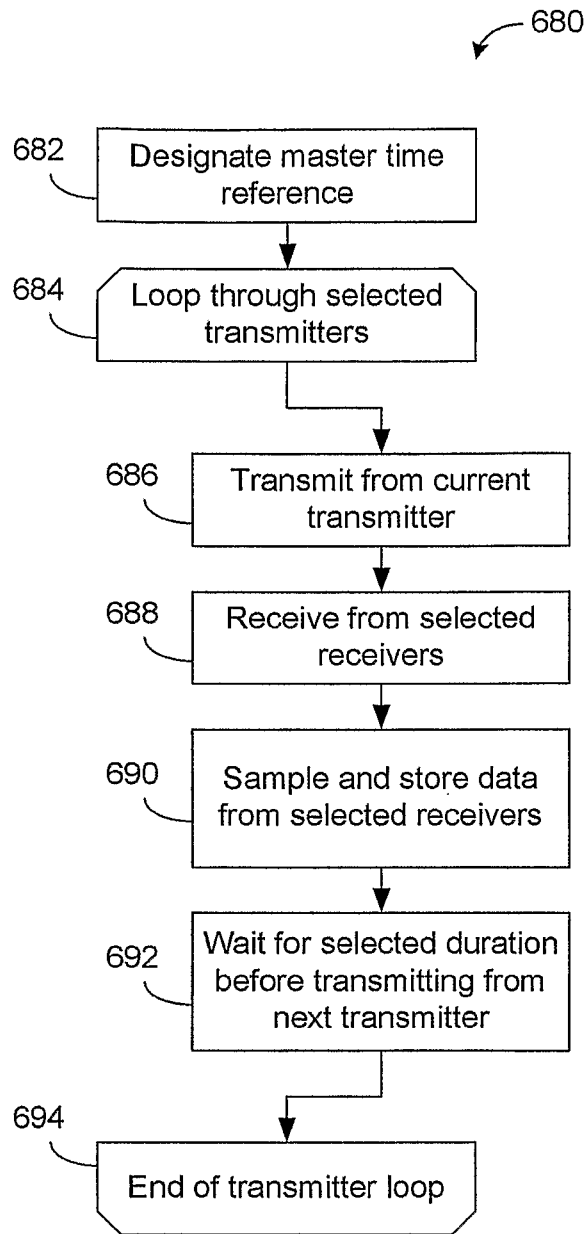 680
682
Designate master time
reference
684
Loop through selected
transmitters
686
Transmit from current
transmitter
688
Receive from selected
receivers
690
Sample and store data
from selected receivers
692
Wait for selected duration
before transmitting from
next transmitter
694
End of transmitter loop